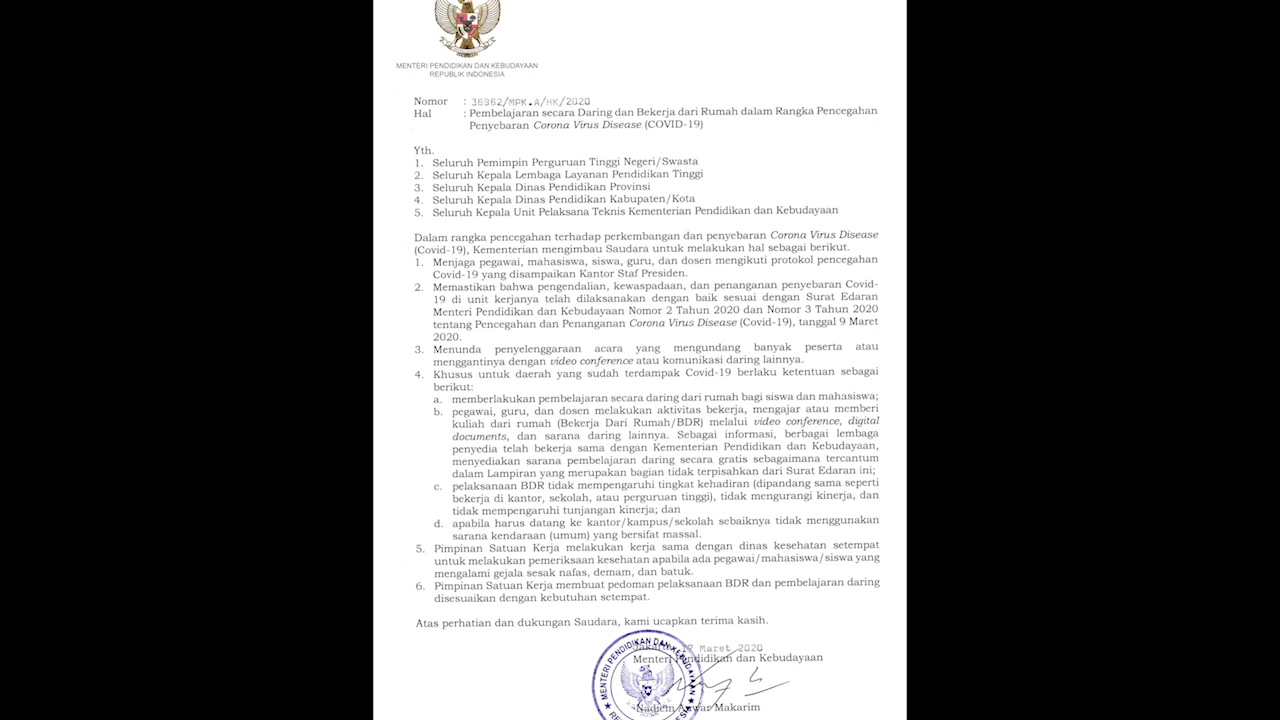 MENTERI PENDIDIKAN DAN KEBUDAYAAN
REPUBLIK INDONESIA
Nomor : 36962/MPK.A/HK/2020
Hal : Pembelajaran secara Daring dan Bekerja dari Rumah dalam Rangka Pencegahan
Penyebaran Corona Virus Disease (COVID-19)
Yth.
1. Seluruh Pemimpin Perguruan Tinggi Negeri/Swasta
2. Seluruh Kepala Lembaga Layanan Pendidikan Tinggi
3. Seluruh Kepala Dinas Pendidikan Provinsi
4. Seluruh Kepala Dinas Pendidikan Kabupaten/Kota
5. Seluruh Kepala Unit Pelaksana Teknis Kementerian Pendidikan dan Kebudayaan
Dalam rangka pencegahan terhadap perkembangan dan penyebaran Corona Virus Disease
(Covid-19), Kementerian mengimbau Saudara untuk melakukan hal sebagai berikut.
1. Menjaga pegawai, mahasiswa, siswa, guru, dan dosen mengikuti protokol pencegahan
Covid-19 yang disampaikan Kantor Staf Presiden.
2. Memastikan bahwa pengendalian, kewaspadaan, dan penanganan penyebaran Covid-
19 di unit kerjanya telah dilaksanakan dengan baik sesuai dengan Surat Edaran
Menteri Pendidikan dan Kebudayaan Nomor 2 Tahun 2020 dan Nomor 3 Tahun 2020
tentang Pencegahan dan Penanganan Corona Virus Disease (Covid-19), tanggal 9 Maret
2020.
3. Menunda penyelenggaraan acara yang mengundang banyak peserta atau
menggantinya dengan video conference atau komunikasi daring lainnya.
4. Khusus untuk daerah yang sudah terdampak Covid-19 berlaku ketentuan sebagai
berikut:
a. memberlakukan pembelajaran secara daring dari rumah bagi siswa dan mahasiswa;
b. pegawai, guru, dan dosen melakukan aktivitas bekerja, mengajar atau memberi
kuliah dari rumah (Bekerja Dari Rumah/BDR) melalui video conference, digital
documents, dan sarana daring lainnya. Sebagai informasi, berbagai lembaga
penyedia telah bekerja sama dengan Kementerian Pendidikan dan Kebudayaan,
menyediakan sarana pembelajaran daring secara gratis sebagaimana tercantum
dalam Lampiran yang merupakan bagian tidak terpisahkan dari Surat Edaran ini;
c. pelaksanaan BDR tidak mempengaruhi tingkat kehadiran (dipandang sama seperti
bekerja di kantor, sekolah, atau perguruan tinggi), tidak mengurangi kinerja, dan
tidak mempengaruhi tunjangan kinerja; dan
d. apabila harus datang ke kantor/kampus/sekolah sebaiknya tidak menggunakan
sarana kendaraan (umum) yang bersifat massal.
5. Pimpinan Satuan Kerja melakukan kerja sama dengan dinas kesehatan setempat
untuk melakukan pemeriksaan kesehatan apabila ada pegawai/mahasiswa/siswa yang
mengalami gejala sesak nafas, demam, dan batuk.
6. Pimpinan Satuan Kerja membuat pedoman pelaksanaan BDR dan pembelajaran daring
disesuaikan dengan kebutuhan setempat.
Atas perhatian dan dukungan Saudara, kami ucapkan terima kasih.
Jakarta, 17 Maret 2020
Menteri Pendidikan dan Kebudayaan
MENTERI PENDIDIKAN DAN KEBUDAYAAN
Nadiem Anwar Makarim